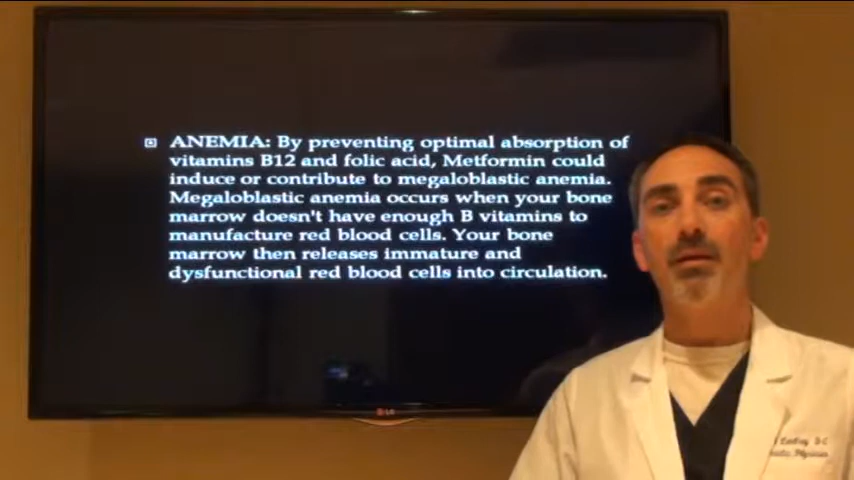 ANEMIA: By preventing optimal absorption of
vitamins B12 and folic acid, Metformin could
induce or contribute to megaloblastic anemia.
Megaloblastic anemia occurs when your bone
marrow doesn't have enough B vitamins to
manufacture red blood cells. Your bone
marrow then releases immature and
dysfunctional red blood cells into circulation.
LG
D.C
Physician